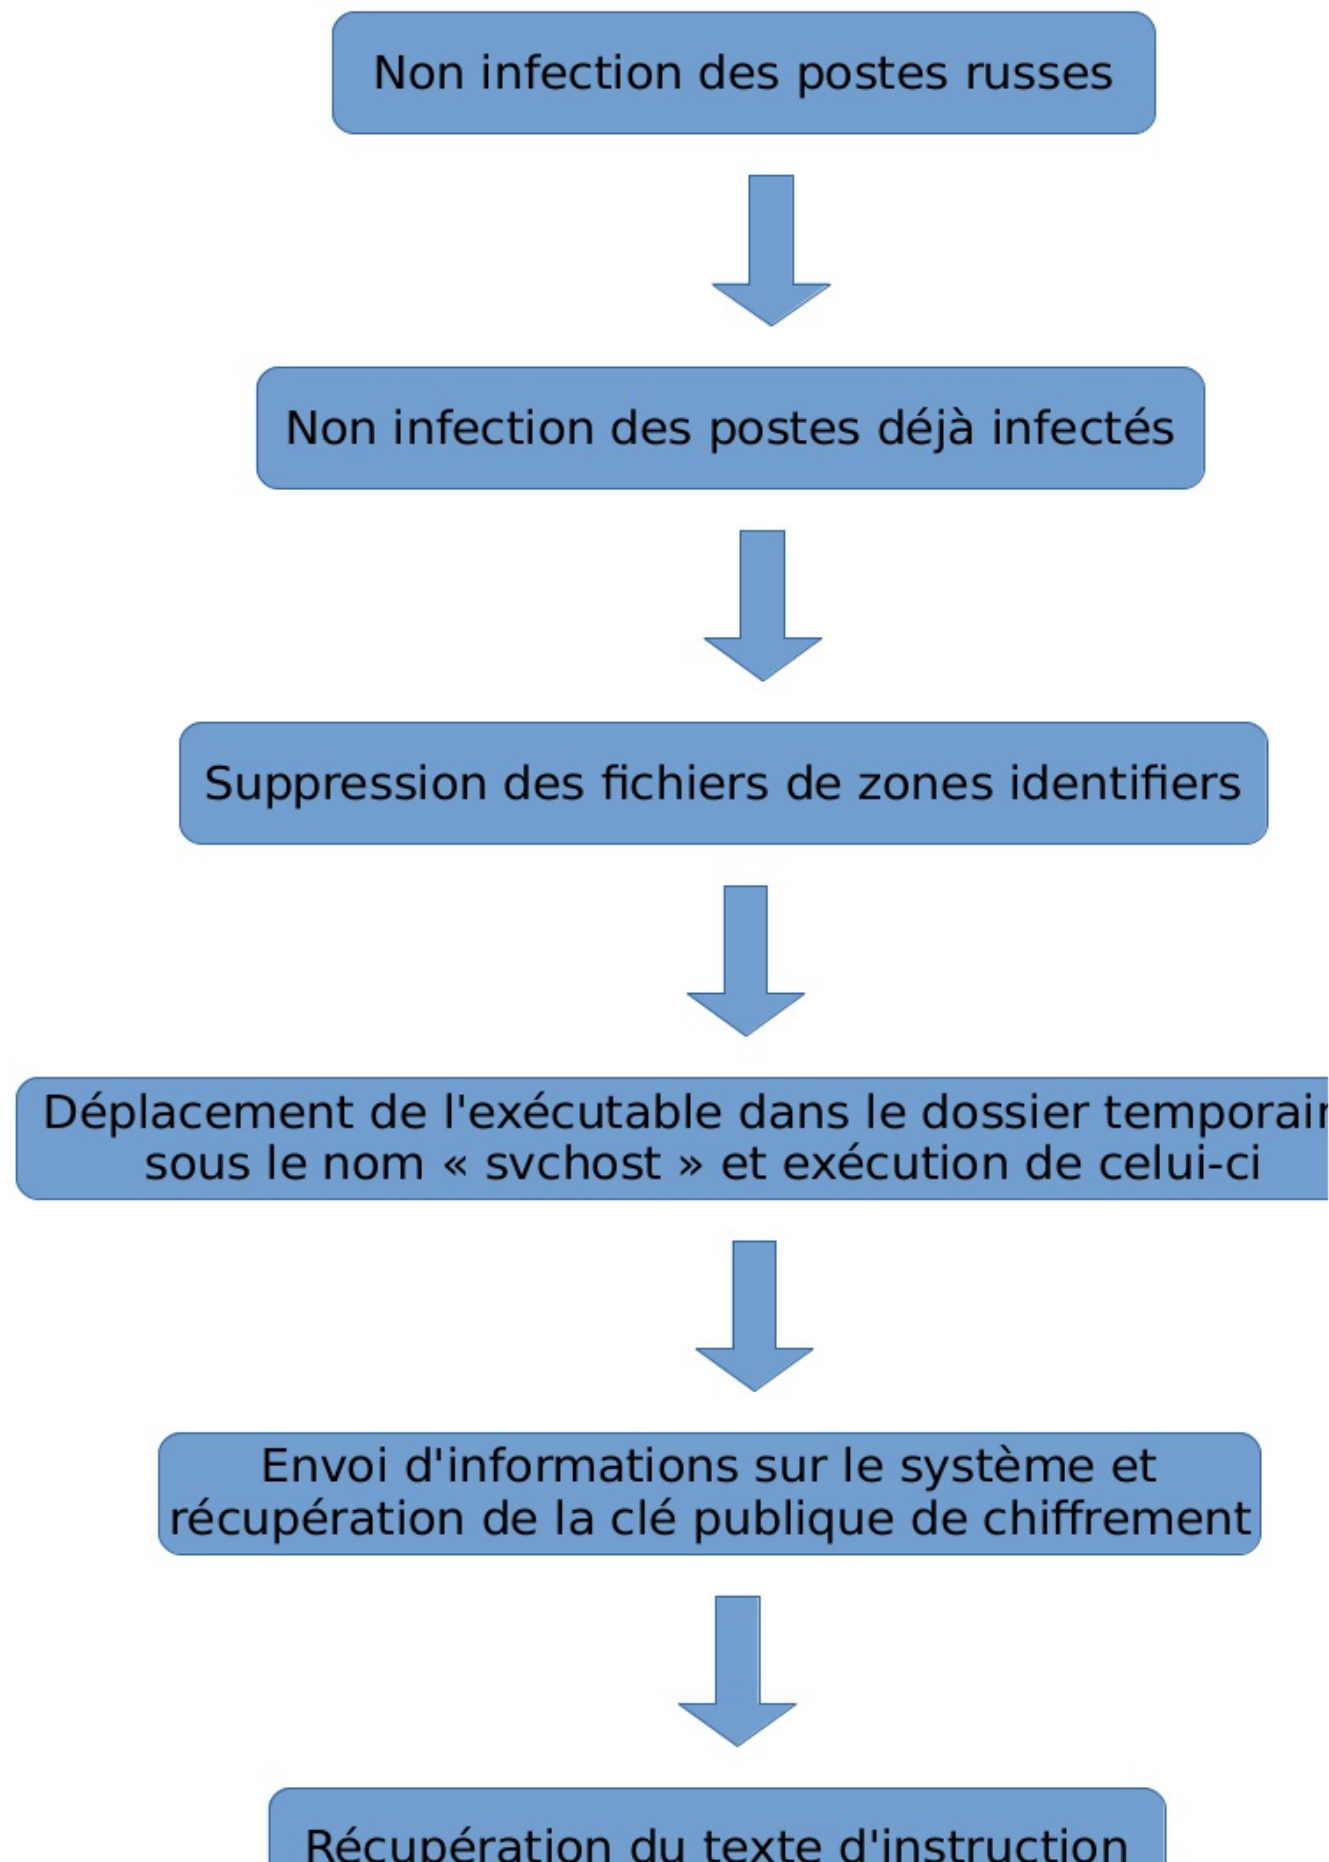 Non infection des postes russes
Non infection des postes déjà infectés
Suppression des fichiers de zones identifiers
Déplacement de l'exécutable dans le dossier temporair
sous le nom « svchost » et exécution de celui-ci
Envoi d'informations sur le système et
récupération de la clé publique de chiffrement
Récupération du texte d'instruction